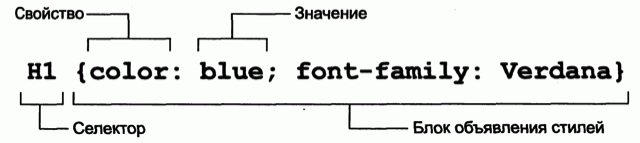 Свойство Значение
H1 {color: blue; font-family: Verdana}
Селектор Блок объявления стилей